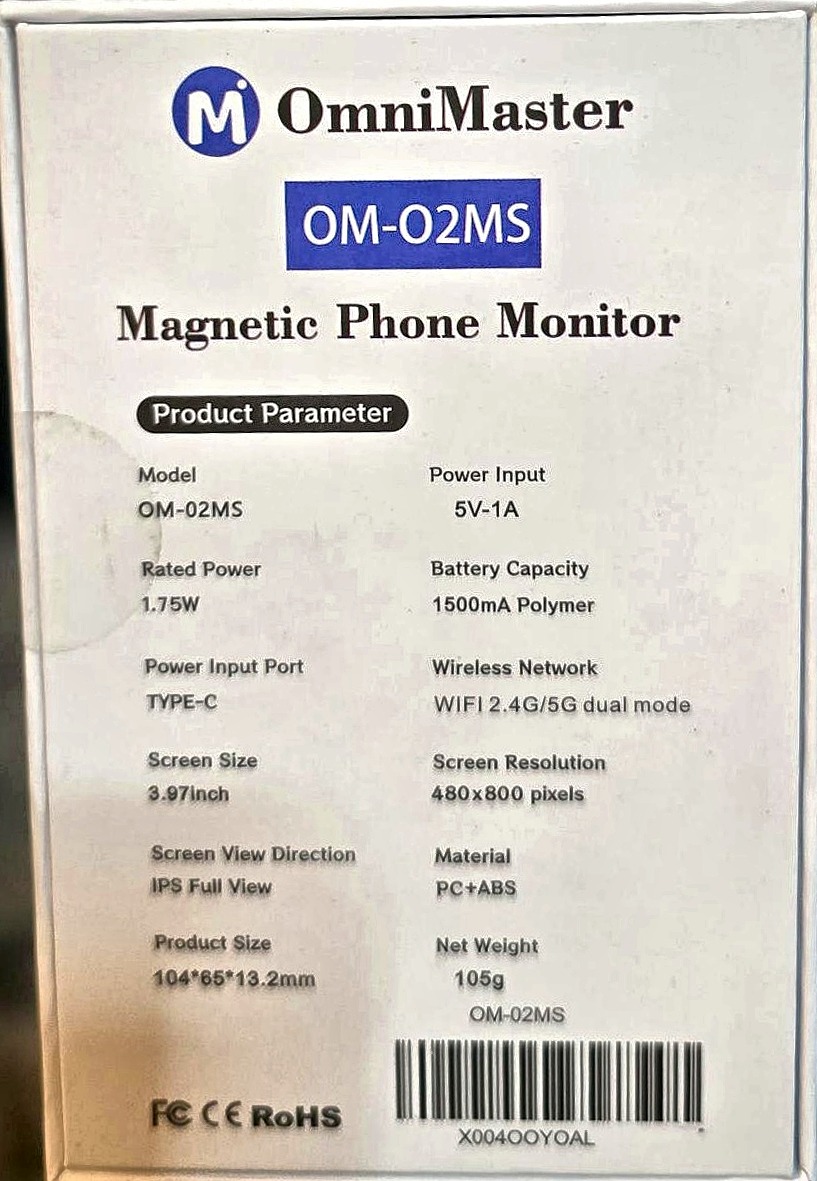 M OmniMaster
OM-02MS
Magnetic Phone Monitor
Product Parameter
Model
OM-02MS
Power Input
5V-1A
Rated Power
1.75W
Battery Capacity
1500mA Polymer
Power Input Port
TYPE-C
Wireless Network
WIFI 2.4G/5G dual mode
Screen Size
3.97inch
Screen Resolution
480x800 pixels
Screen View Direction
IPS Full View
Material
PC+ABS
Product Size
104*65*13.2mm
Net Weight
105g
OM-02MS
FC CE RoHS
X004OOYOAL